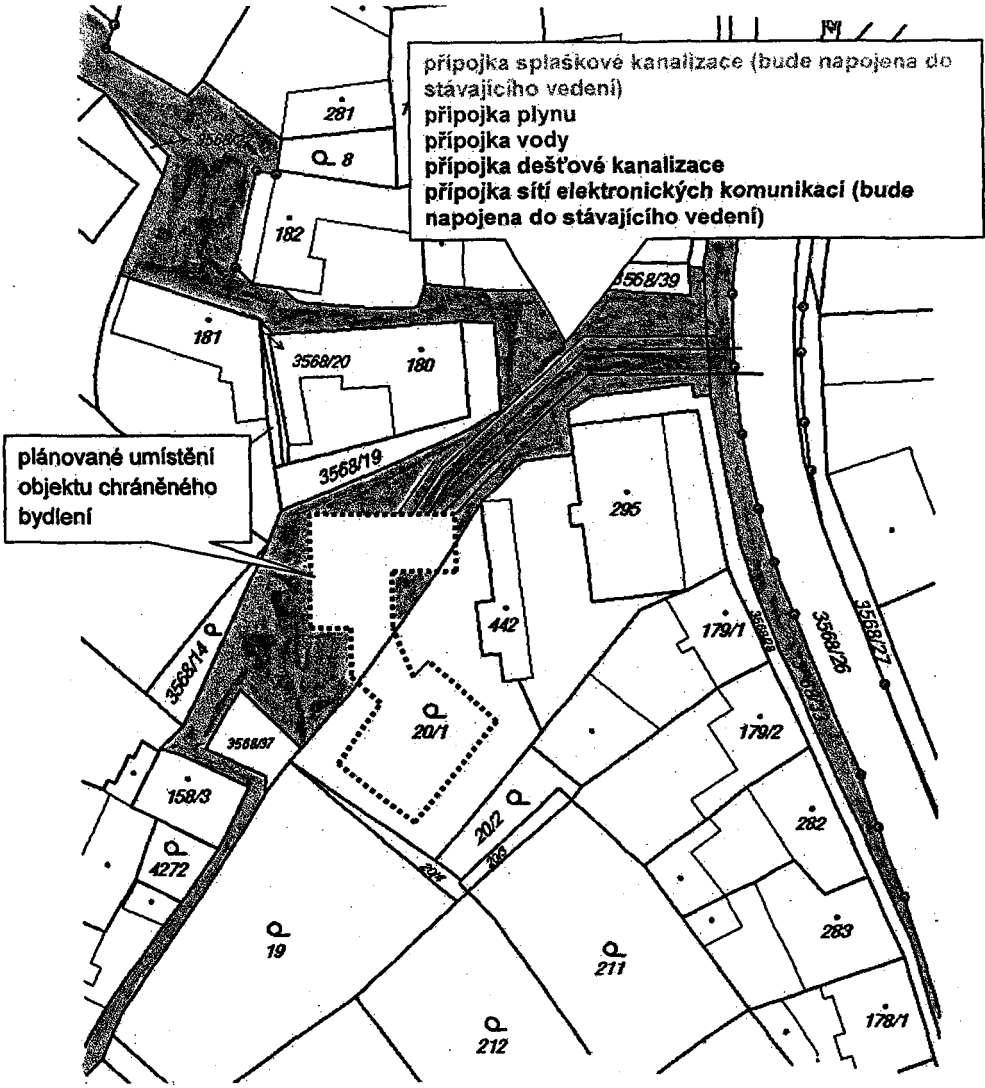 přípojka splaškové kanalizace (bude napojena do
stávajícího vedení)
přípojka plynu
přípojka vody
přípojka dešťové kanalizace
přípojka sítí elektronických komunikací (bude
napojena do stávajícího vedení)
281
8
182
3568/39
181
3568/20
180
plánované umístění
objektu chráněného
bydlení
3568/19
295
442
179/1
3568/26
3568/27
3568/14
20/1
179/2
3568/37
158/3
20/2
282
4272
19
211
283
212
178/1